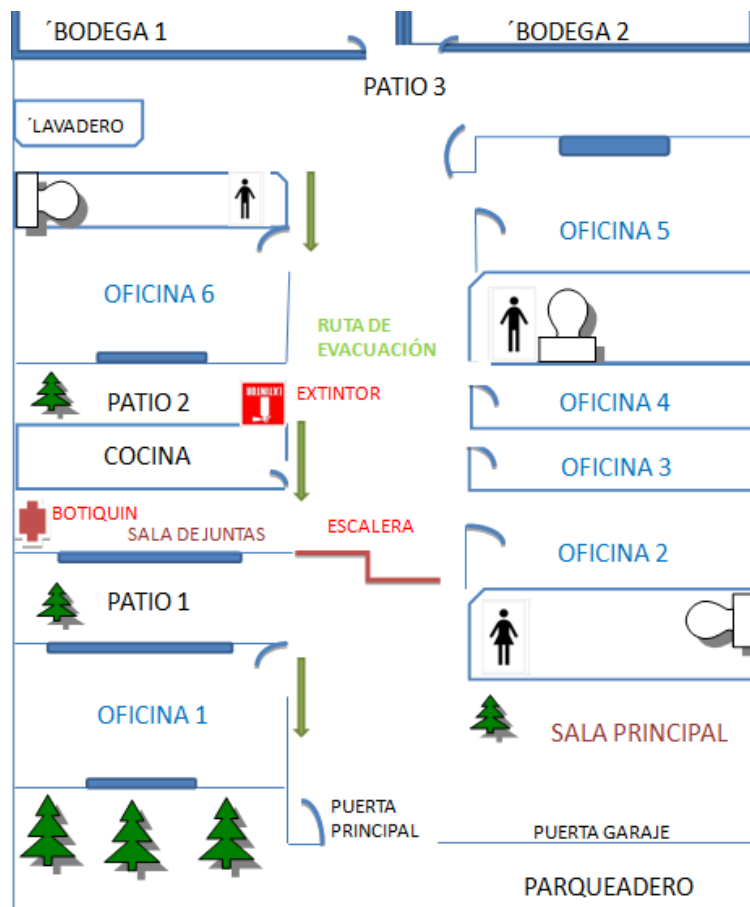 ´BODEGA 1
´BODEGA 2
PATIO 3
´LAVADERO
OFICINA 5
OFICINA 6
RUTA DE
EVACUACIÓN
EXTINTOR
EXTINTOR
PATIO 2
OFICINA 4
COCINA
OFICINA 3
BOTIQUIN
SALA DE JUNTAS
ESCALERA
OFICINA 2
PATIO 1
OFICINA 1
SALA PRINCIPAL
PUERTA
PRINCIPAL
PUERTA GARAJE
PARQUEADERO